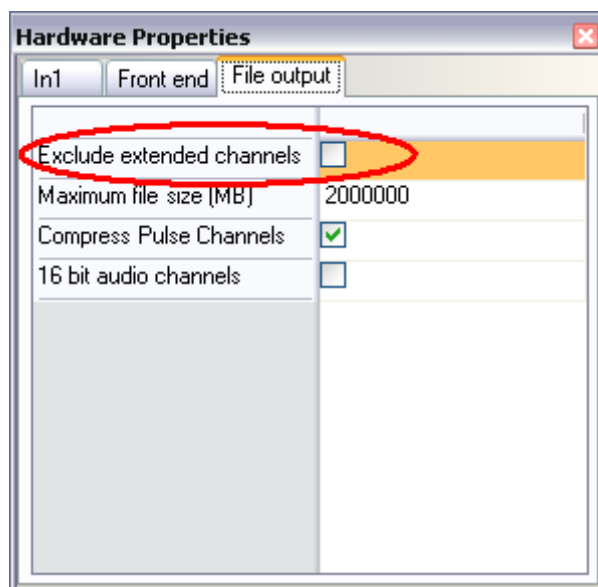 Hardware Properties
In1 Front end File output
Exclude extended channels
Maximum file size (MB) 2000000
Compress Pulse Channels
16 bit audio channels